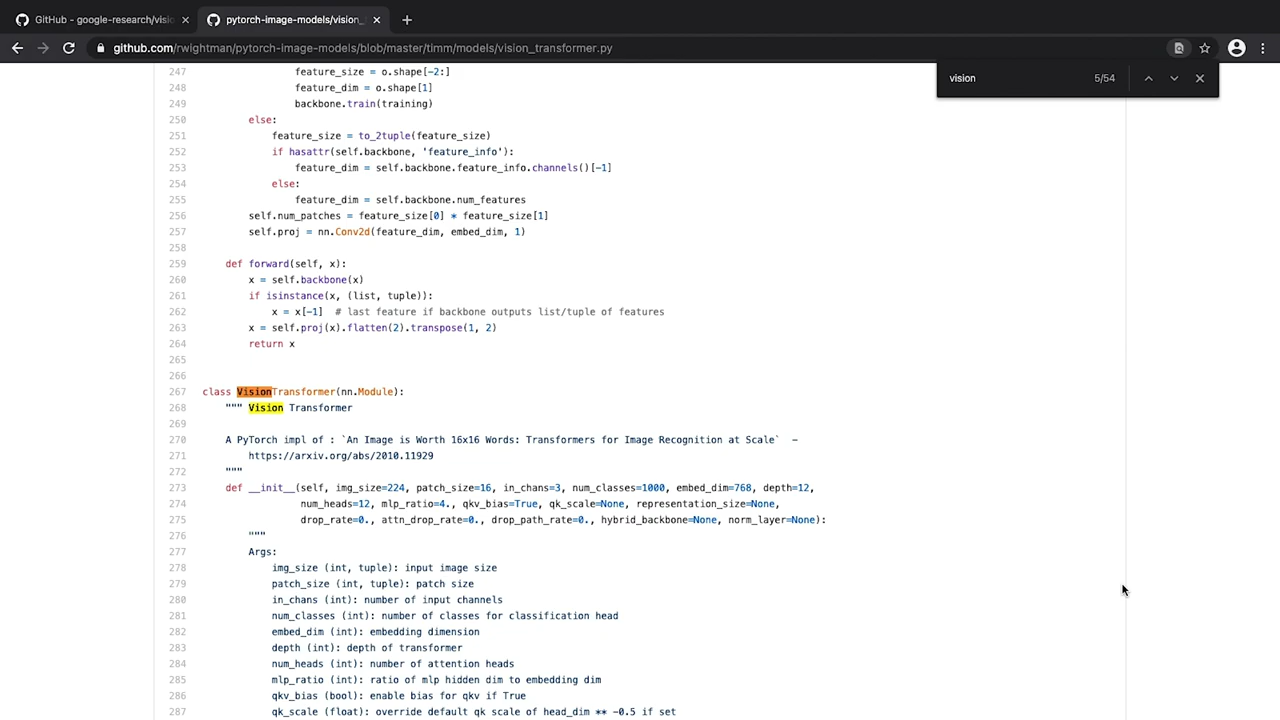 GitHub - google-research/visi
pytorch-image-models/vision_
github.com/rwightman/pytorch-image-models/blob/master/timm/models/vision_transformer.py
vision 5/54
247 feature_size = o.shape[-2:]
248 feature_dim = o.shape[1]
249 backbone.train(training)
250 else:
251 feature_size = to_2tuple(feature_size)
252 if hasattr(self.backbone, 'feature_info'):
253 feature_dim = self.backbone.feature_info.channels()[-1]
254 else:
255 feature_dim = self.backbone.num_features
256 self.num_patches = feature_size[0] * feature_size[1]
257 self.proj = nn.Conv2d(feature_dim, embed_dim, 1)
258
259 def forward(self, x):
260 x = self.backbone(x)
261 if isinstance(x, (list, tuple)):
262 x = x[-1]  # last feature if backbone outputs list/tuple of features
263 x = self.proj(x).flatten(2).transpose(1, 2)
264 return x
265
266
267 class VisionTransformer(nn.Module):
268 """ Vision Transformer
269
270 A PyTorch impl of : `An Image is Worth 16x16 Words: Transformers for Image Recognition at Scale`  -
271 https://arxiv.org/abs/2010.11929
272 """
273 def __init__(self, img_size=224, patch_size=16, in_chans=3, num_classes=1000, embed_dim=768, depth=12,
274 num_heads=12, mlp_ratio=4., qkv_bias=True, qk_scale=None, representation_size=None,
275 drop_rate=0., attn_drop_rate=0., drop_path_rate=0., hybrid_backbone=None, norm_layer=None):
276 """
277 Args:
278 img_size (int, tuple): input image size
279 patch_size (int, tuple): patch size
280 in_chans (int): number of input channels
281 num_classes (int): number of classes for classification head
282 embed_dim (int): embedding dimension
283 depth (int): depth of transformer
284 num_heads (int): number of attention heads
285 mlp_ratio (int): ratio of mlp hidden dim to embedding dim
286 qkv_bias (bool): enable bias for qkv if True
287 qk_scale (float): override default qk scale of head_dim ** -0.5 if set